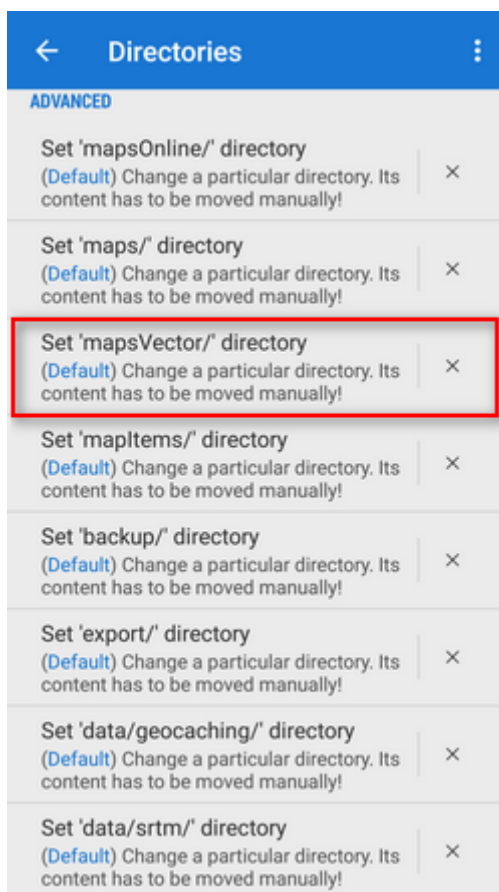 Directories
ADVANCED
Set 'mapsOnline/' directory
(Default) Change a particular directory. Its
content has to be moved manually!
Set 'maps/' directory
(Default) Change a particular directory. Its
content has to be moved manually!
Set 'mapsVector/' directory
(Default) Change a particular directory. Its
content has to be moved manually!
Set 'mapItems/' directory
(Default) Change a particular directory. Its
content has to be moved manually!
Set 'backup/' directory
(Default) Change a particular directory. Its
content has to be moved manually!
Set 'export/' directory
(Default) Change a particular directory. Its
content has to be moved manually!
Set 'data/geocaching/' directory
(Default) Change a particular directory. Its
content has to be moved manually!
Set 'data/srtm/' directory
(Default) Change a particular directory. Its
content has to be moved manually!